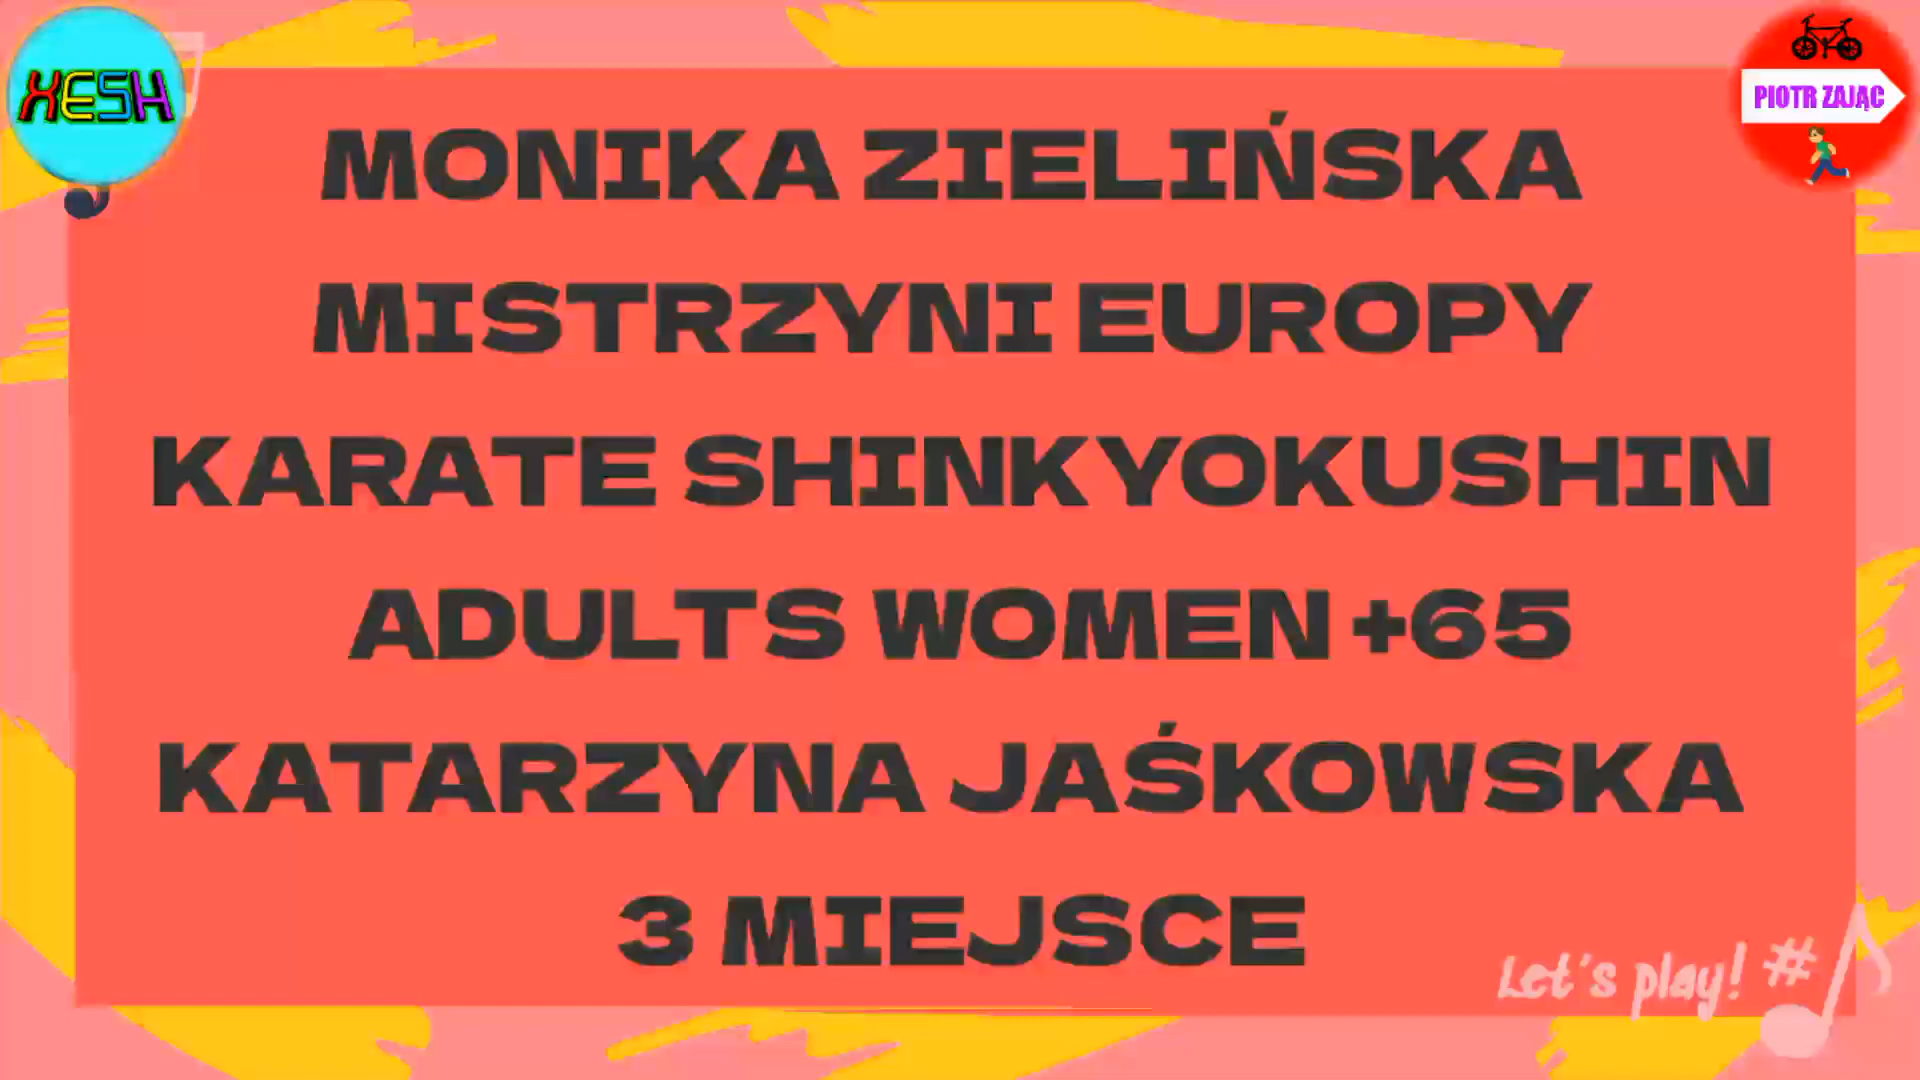 XESH
PIOTR ZAJĄC
MONIKA ZIELIŃSKA
MISTRZYNI EUROPY
KARATE SHINKYOKUSHIN
ADULTS WOMEN +65
KATARZYNA JAŚKOWSKA
3 MIEJSCE
Let's play! #